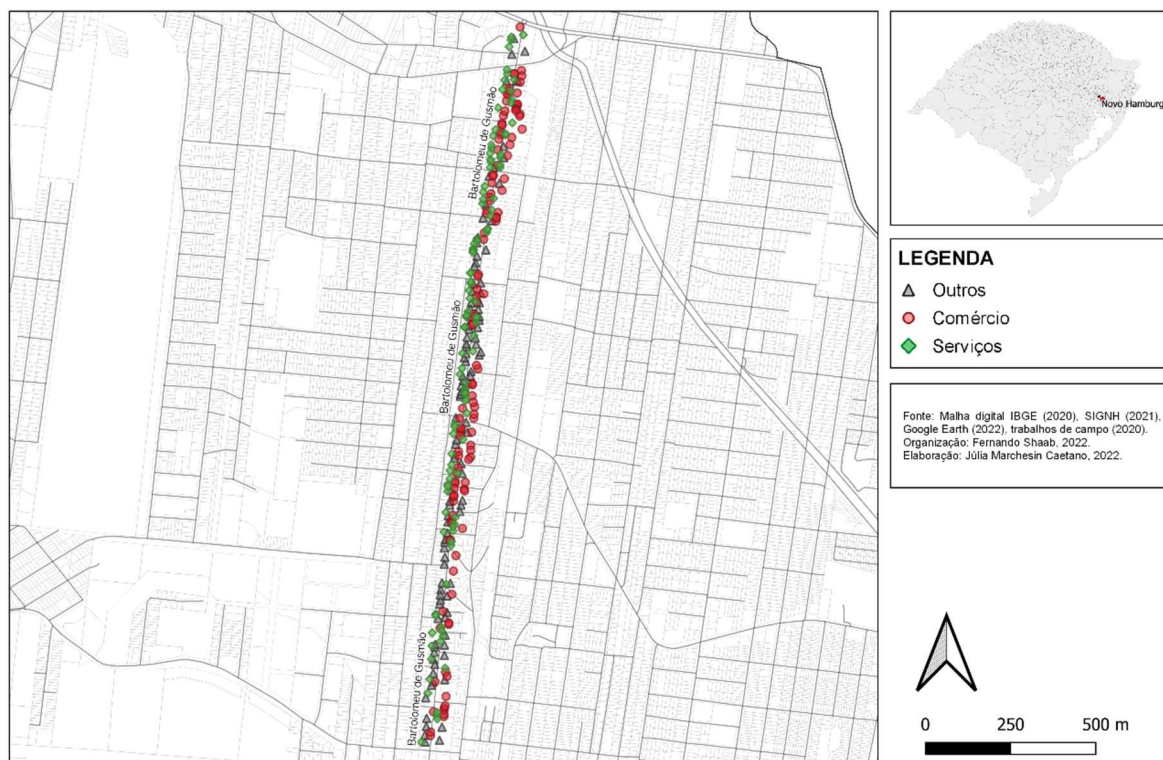 Bartolomeu de Gusmão
Bartolomeu de Gusmão
Bartolomeu de Gusmão
Novo Hamburg
LEGENDA
Outros
Comércio
Serviços
Fonte: Malha digital IBGE (2020), SIGNH (2021),
Google Earth (2022), trabalhos de campo (2020).
Organização: Fernando Shaab, 2022.
Elaboração: Júlia Marchesin Caetano, 2022.
0 250 500 m